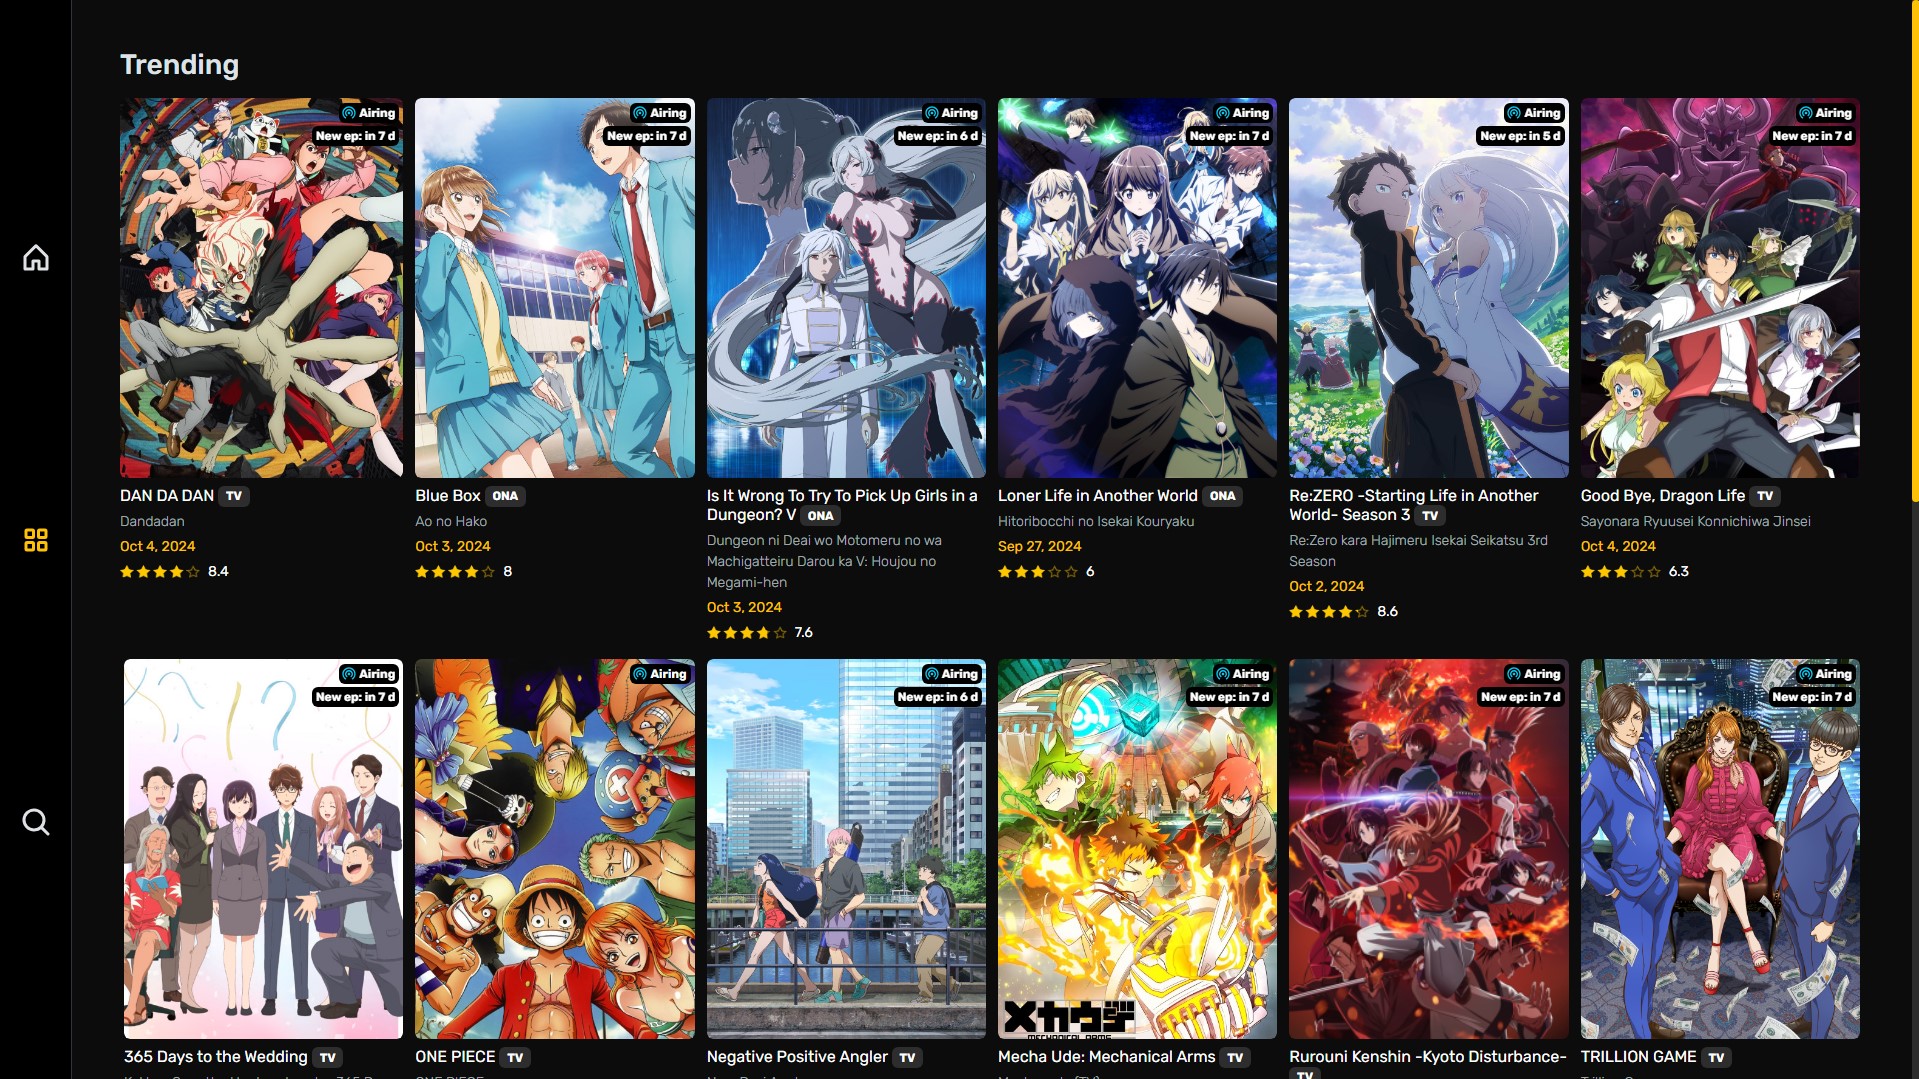 Trending
Airing
New ep: in 7 d
Airing
New ep: in 7 d
Airing
New ep: in 6 d
Airing
New ep: in 7 d
Airing
New ep: in 5 d
Airing
New ep: in 7 d
DAN DA DAN TV
Dandadan
Oct 4, 2024
8.4
Blue Box ONA
Ao no Hako
Oct 3, 2024
8
Is It Wrong To Try To Pick Up Girls in a
Dungeon? V ONA
Dungeon ni Deai wo Motomeru no wa
Machigatteiru Darou ka V: Houjou no
Megami-hen
Oct 3, 2024
7.6
Loner Life in Another World ONA
Hitoribocchi no Isekai Kouryaku
Sep 27, 2024
6
Re:ZERO -Starting Life in Another
World- Season 3 TV
Re:Zero kara Hajimeru Isekai Seikatsu 3rd
Season
Oct 2, 2024
8.6
Good Bye, Dragon Life TV
Sayonara Ryuusei Konnichiwa Jinsei
Oct 4, 2024
6.3
Airing
New ep: in 7 d
Airing
Airing
New ep: in 6 d
Airing
New ep: in 7 d
Airing
New ep: in 7 d
Airing
New ep: in 7 d
メカウデ
MECHANICAL ARMS
365 Days to the Wedding TV
ONE PIECE TV
Negative Positive Angler TV
Mecha Ude: Mechanical Arms TV
Rurouni Kenshin -Kyoto Disturbance-
TV
TRILLION GAME TV